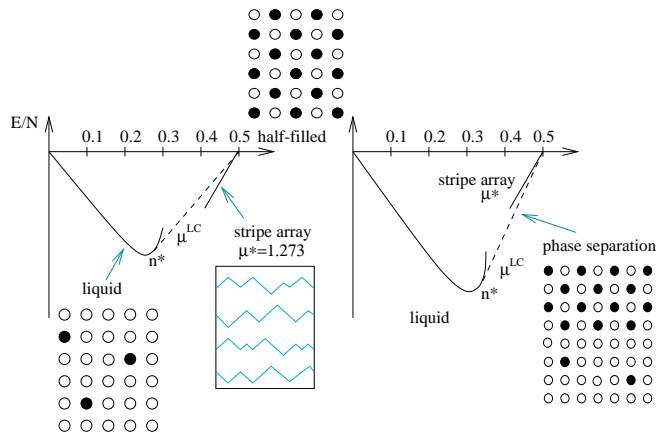 E/N
0.1 0.2 0.3 0.4 0.5
half-filled
μ^LC
n*
stripe array
μ*=1.273
liquid
0.1 0.2 0.3 0.4 0.5
stripe array
μ*
phase separation
μ^LC
n*
liquid